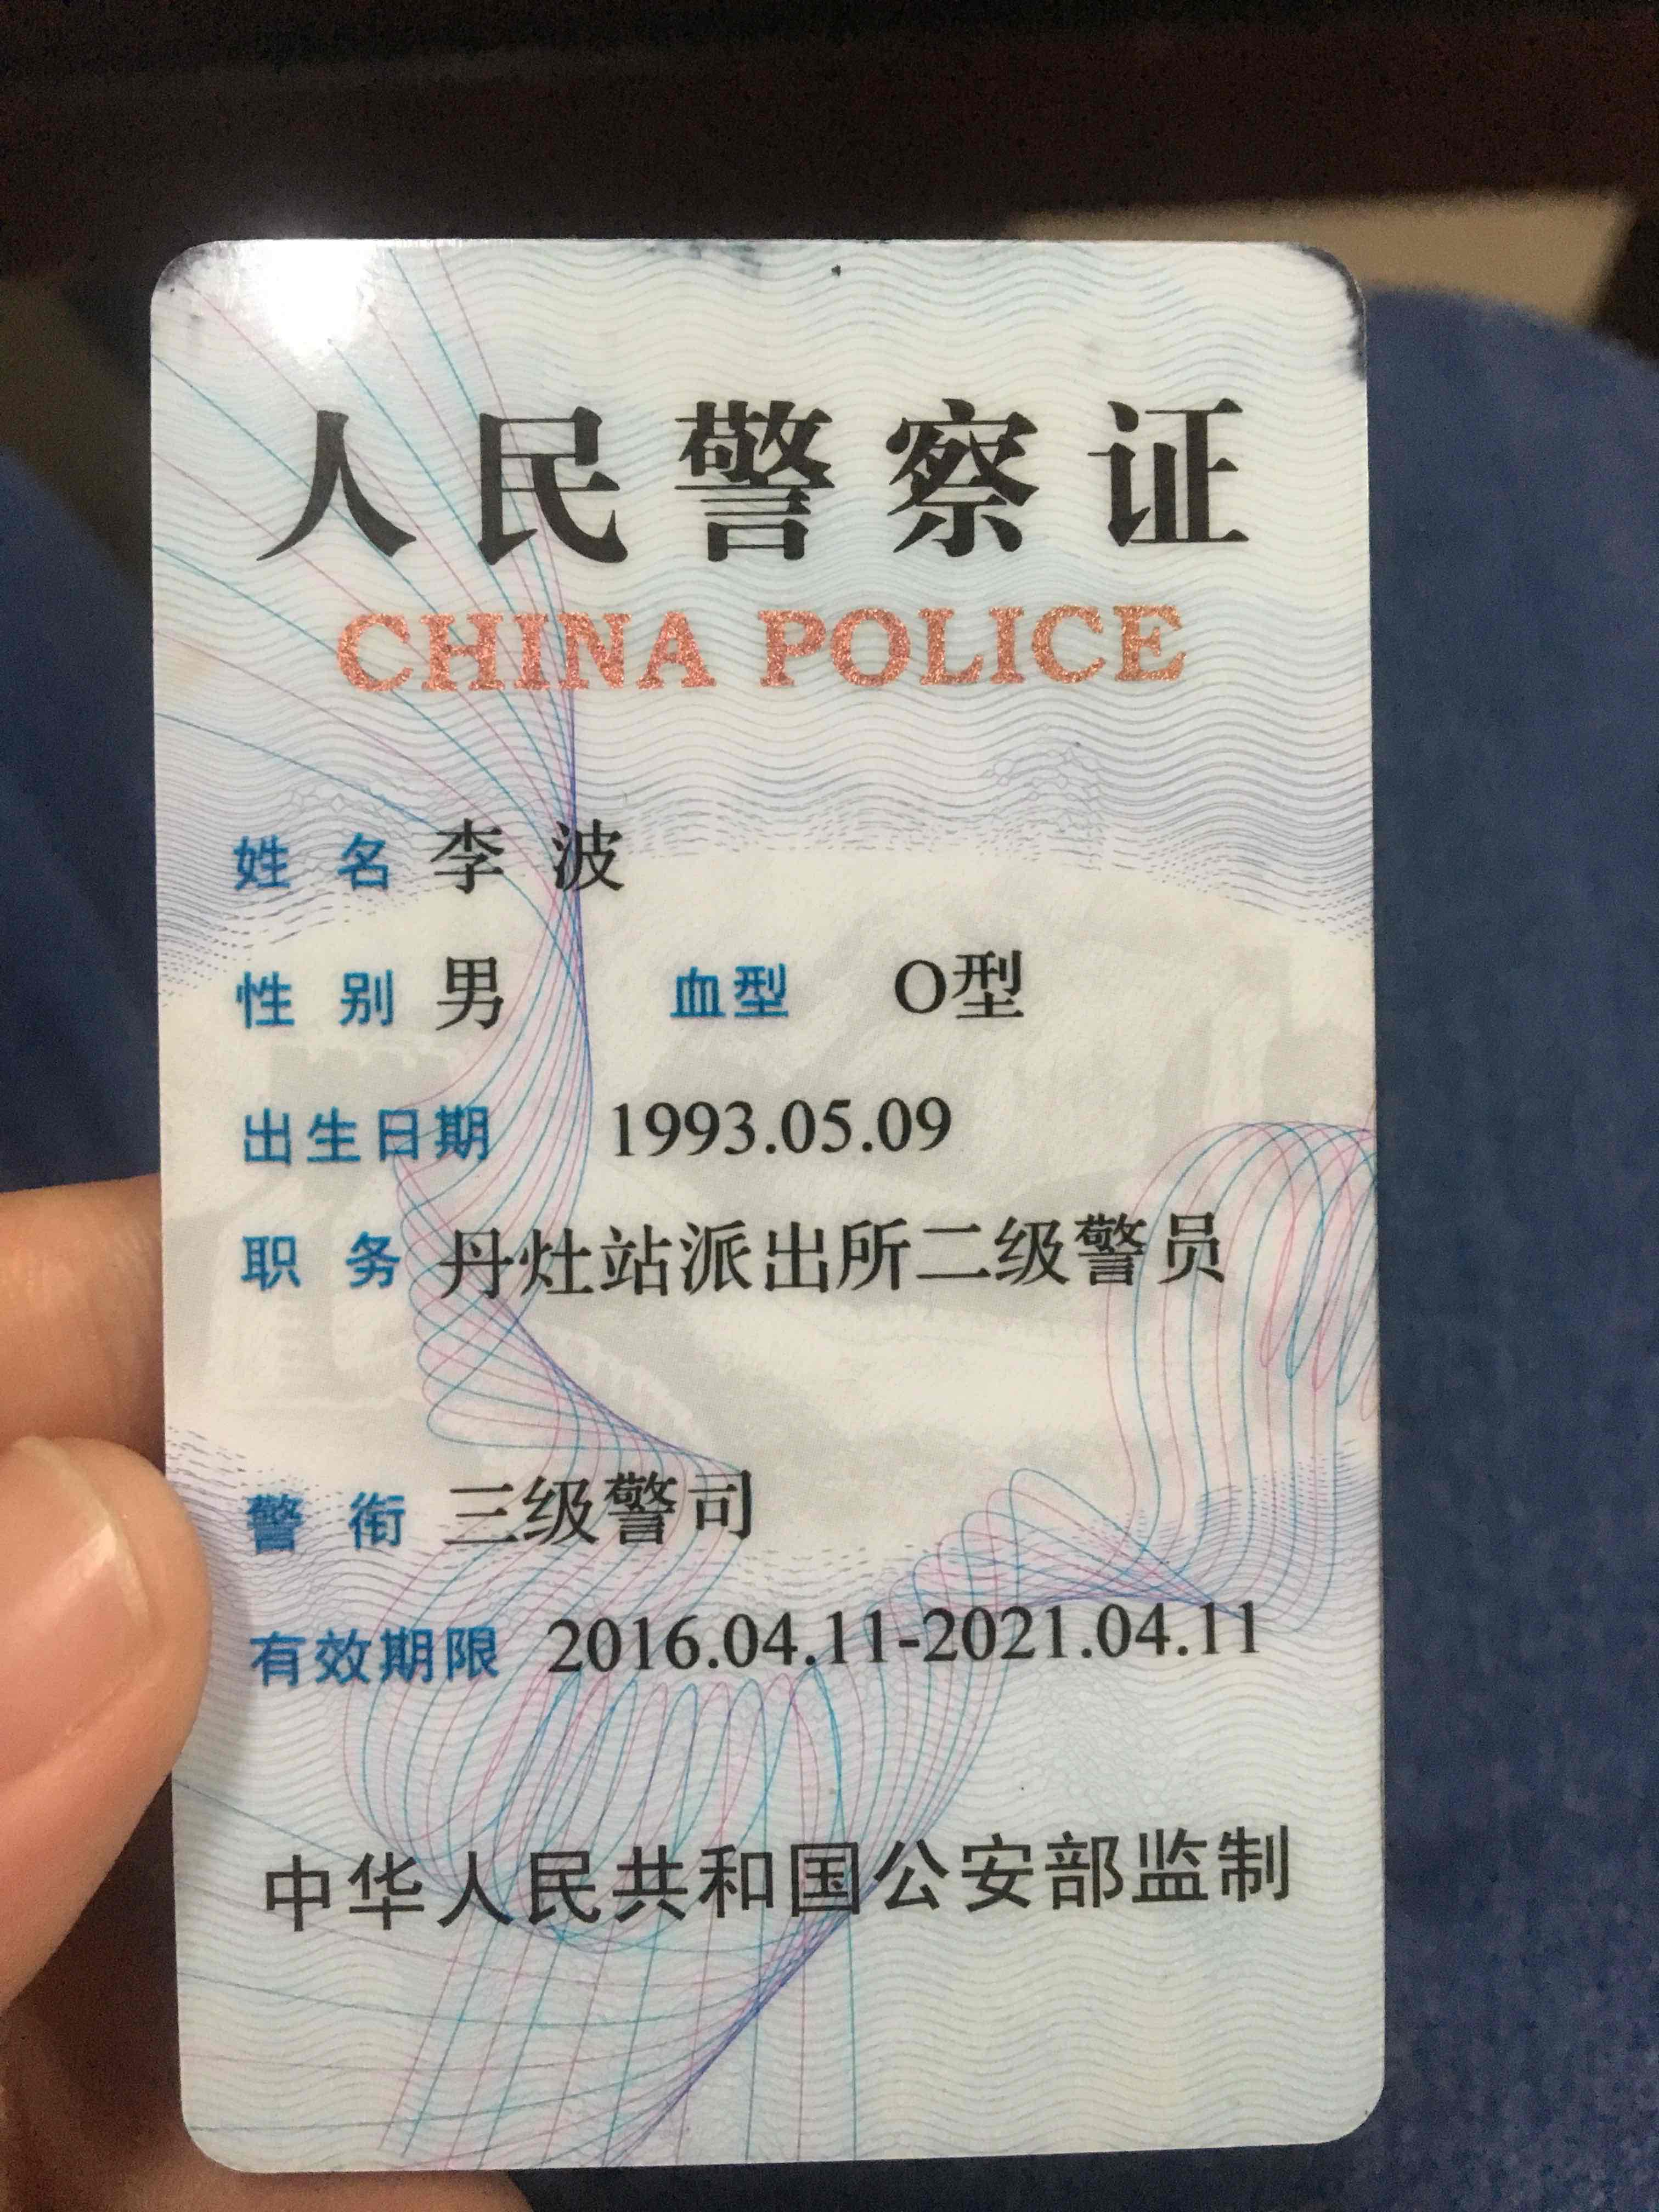 人民警察证
CHINA POLICE
姓名 李波
性别 男 血型 O型
出生日期 1993.05.09
职务 丹灶站派出所二级警员
警衔 三级警司
有效期限 2016.04.11-2021.04.11
中华人民共和国公安部监制